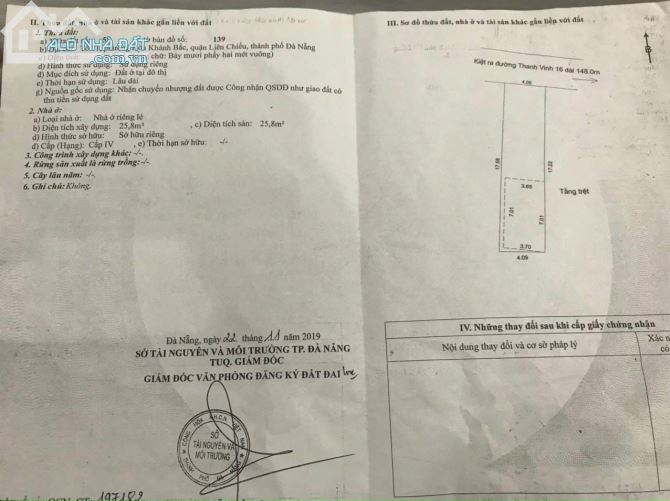 II. Thửa đất, nhà ở và tài sản khác gắn liền với đất
1. Thửa đất:
tờ bản đồ số: 139
ALO NHÀ ĐẤT
Khánh Bắc, quận Liên Chiểu, thành phố Đà Nẵng
chữ: Bảy mươi phẩy hai một vuông)
d) Hình thức sử dụng: Sử dụng riêng
đ) Mục đích sử dụng: Đất ở tại đô thị
e) Thời hạn sử dụng: Lâu dài
g) Nguồn gốc sử dụng: Nhận chuyển nhượng đất được Công nhận QSDĐ như giao đất có
thu tiền sử dụng đất
2. Nhà ở:
a) Loại nhà ở: Nhà ở riêng lẻ
b) Diện tích xây dựng: 25,8m² , c) Diện tích sàn: 25,8m²
d) Hình thức sở hữu: Sở hữu riêng
đ) Cấp (Hạng): Cấp IV , e) Thời hạn sở hữu: -/-
3. Công trình xây dựng khác: -/-.
4. Rừng sản xuất là rừng trồng:-/-.
5. Cây lâu năm: -/-.
6. Ghi chú: Không.
Đà Nẵng, ngày 22 tháng 11 năm 2019
SỞ TÀI NGUYÊN VÀ MÔI TRƯỜNG TP. ĐÀ NẴNG
TUQ. GIÁM ĐỐC
GIÁM ĐỐC VĂN PHÒNG ĐĂNG KÝ ĐẤT ĐAI
SỞ
TÀI NGUYÊN VÀ
MÔI TRƯỜNG
III. Sơ đồ thửa đất, nhà ở và tài sản khác gắn liền với đất
Kiệt ra đường Thanh Vinh 16 dài 148.0m
4.06
17.58
17.22
3.65
Tầng trệt
7.01
7.01
3.70
4.09
IV. Những thay đổi sau khi cấp giấy chứng nhận
Nội dung thay đổi và cơ sở pháp lý
Xác n
có